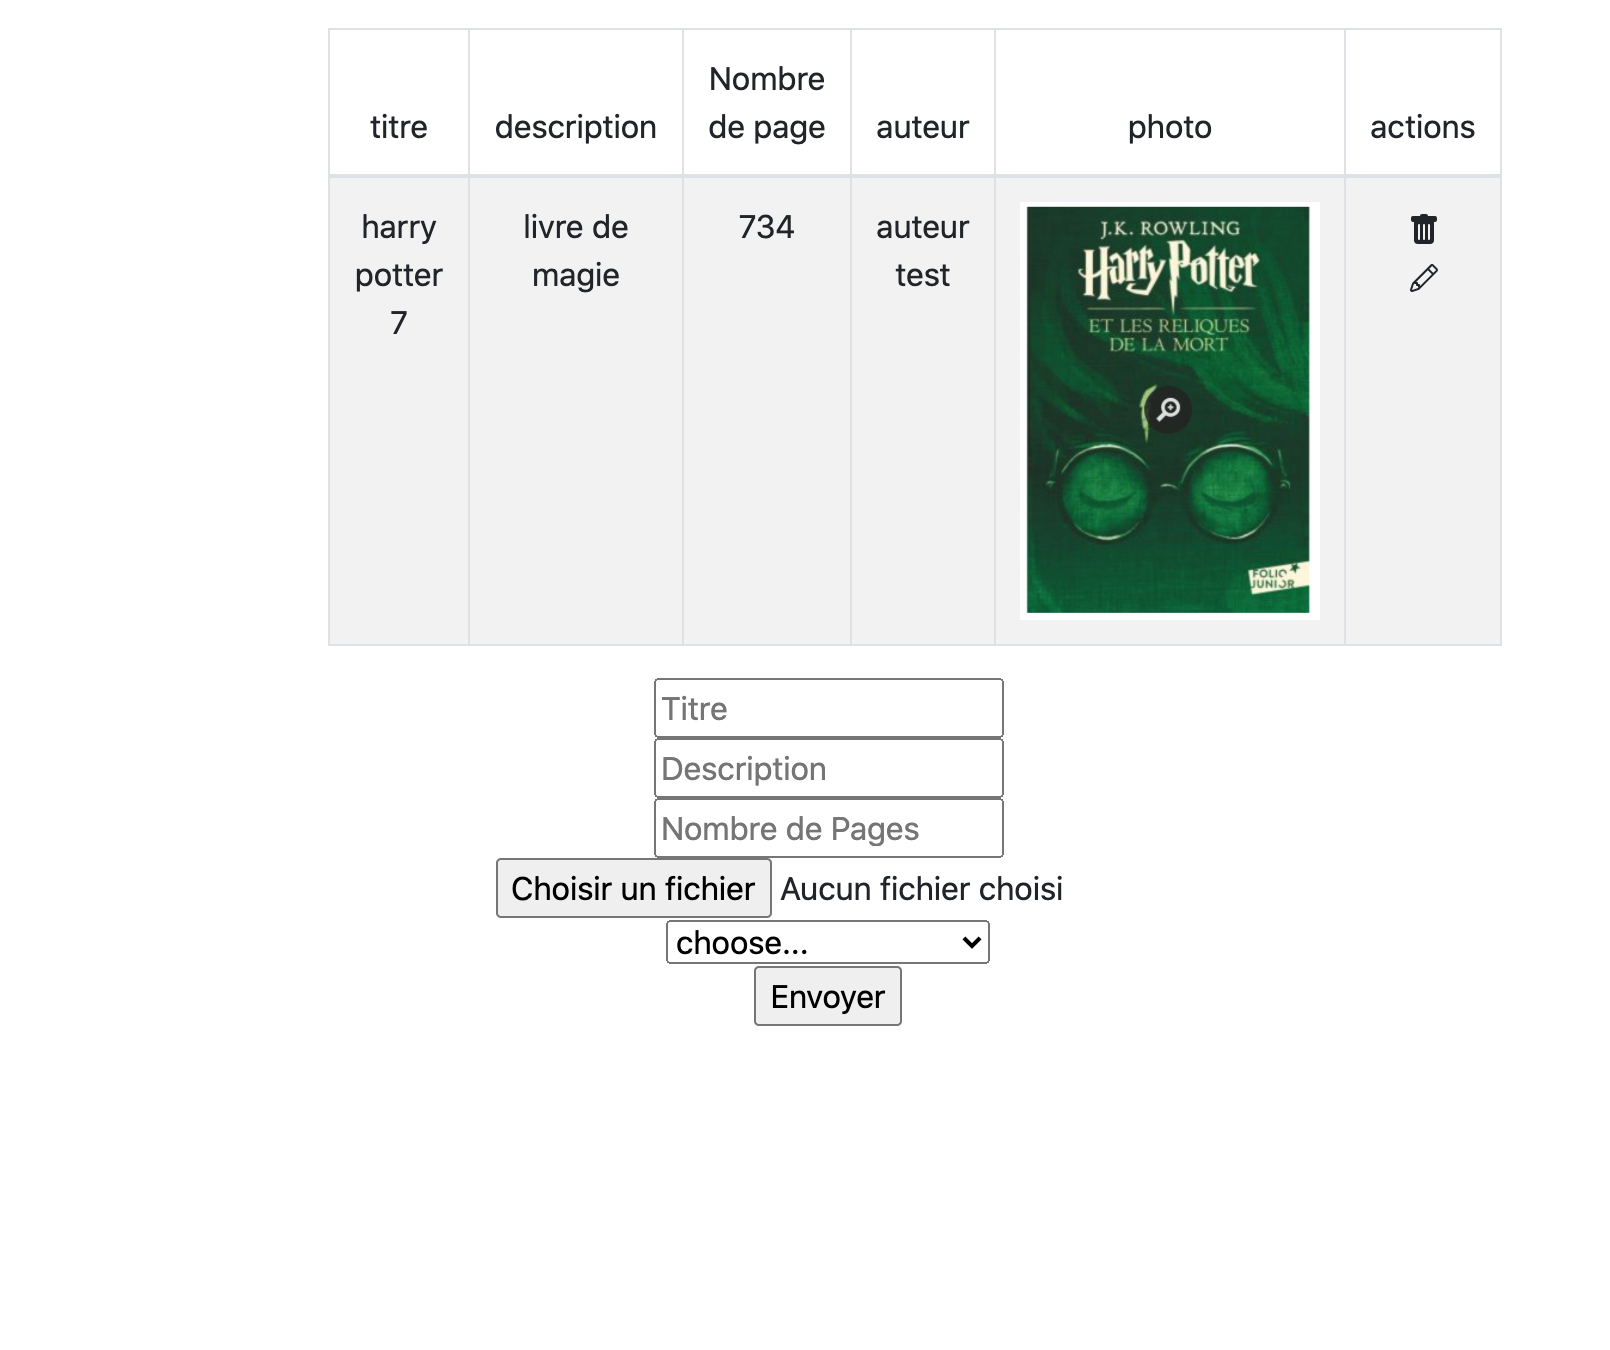 titre
description
Nombre
de page
auteur
photo
actions
harry
potter
7
livre de
magie
734
auteur
test
J.K. ROWLING
Harry Potter
ET LES RELIQUES
DE LA MORT
FOLIO
JUNIOR
Titre
Description
Nombre de Pages
Choisir un fichier Aucun fichier choisi
choose...
Envoyer